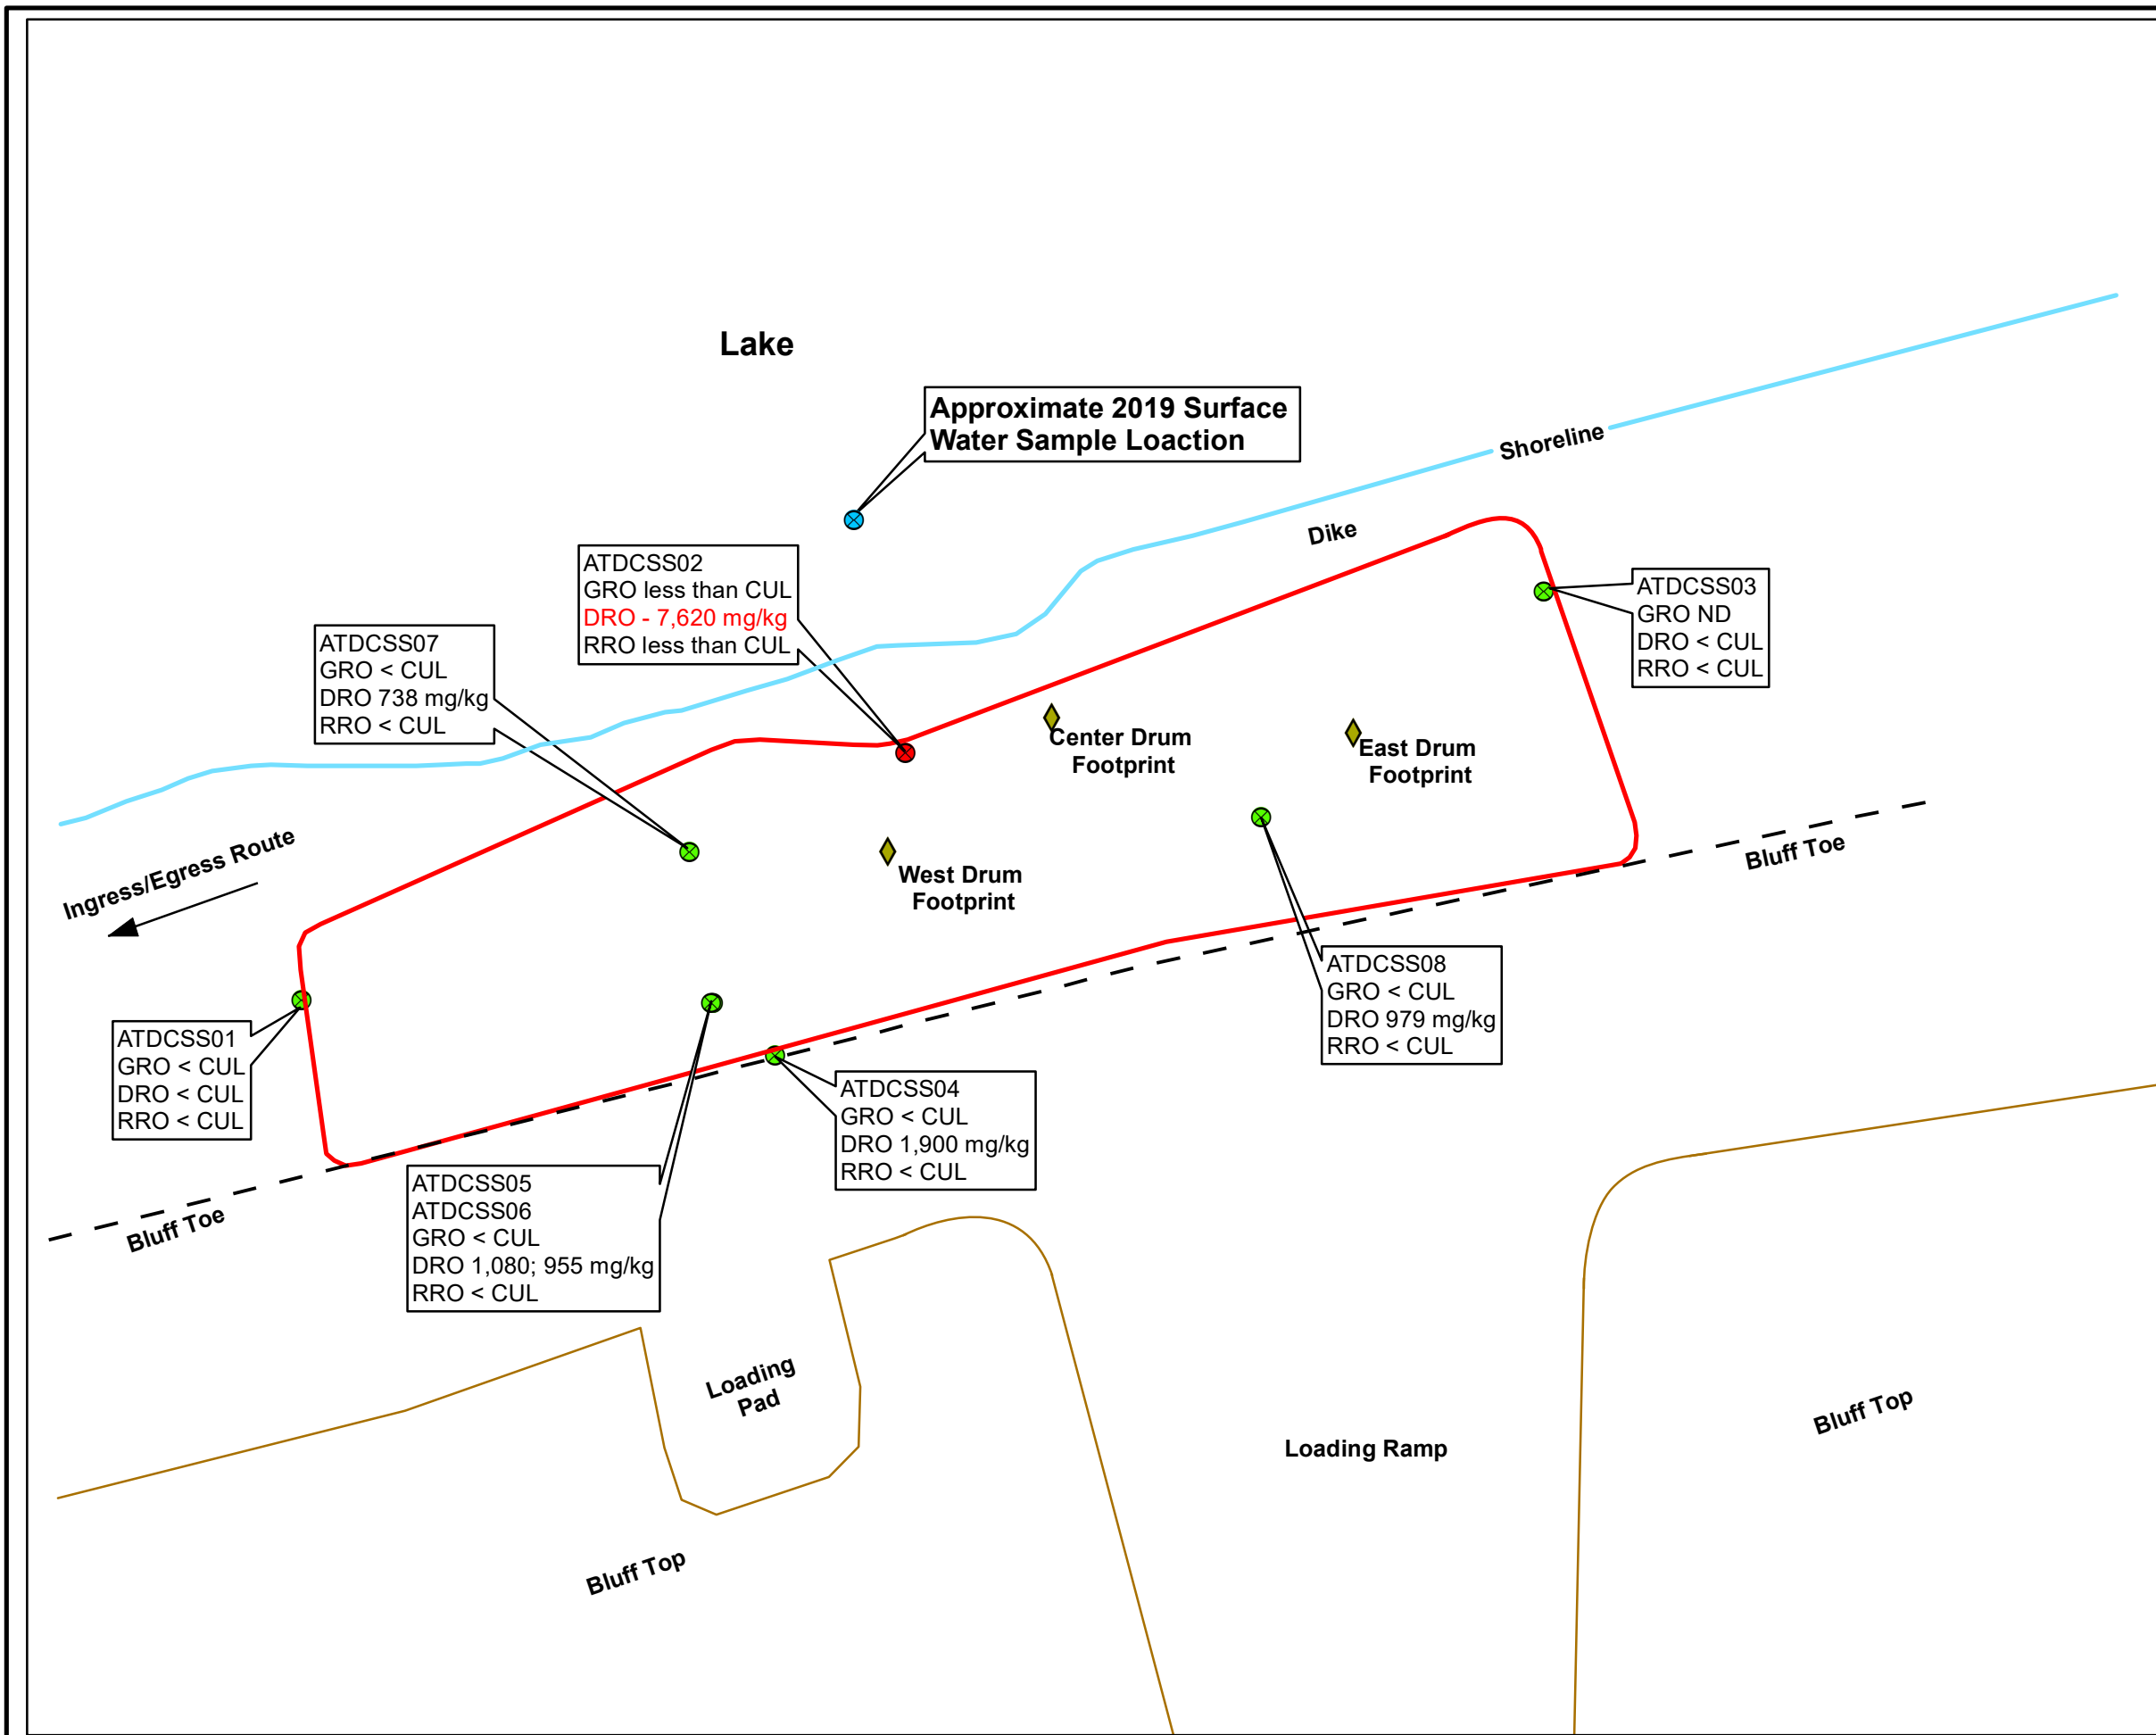 Lake
Approximate 2019 Surface
Water Sample Loaction
Shoreline
Dike
ATDCSS02
GRO less than CUL
DRO - 7,620 mg/kg
RRO less than CUL
ATDCSS03
GRO ND
DRO < CUL
RRO < CUL
ATDCSS07
GRO < CUL
DRO 738 mg/kg
RRO < CUL
Center Drum
Footprint
East Drum
Footprint
Ingress/Egress Route
West Drum
Footprint
Bluff Toe
ATDCSS08
GRO < CUL
DRO 979 mg/kg
RRO < CUL
ATDCSS01
GRO < CUL
DRO < CUL
RRO < CUL
ATDCSS04
GRO < CUL
DRO 1,900 mg/kg
RRO < CUL
Bluff Toe
ATDCSS05
ATDCSS06
GRO < CUL
DRO 1,080; 955 mg/kg
RRO < CUL
Loading
Pad
Bluff Top
Loading Ramp
Bluff Top